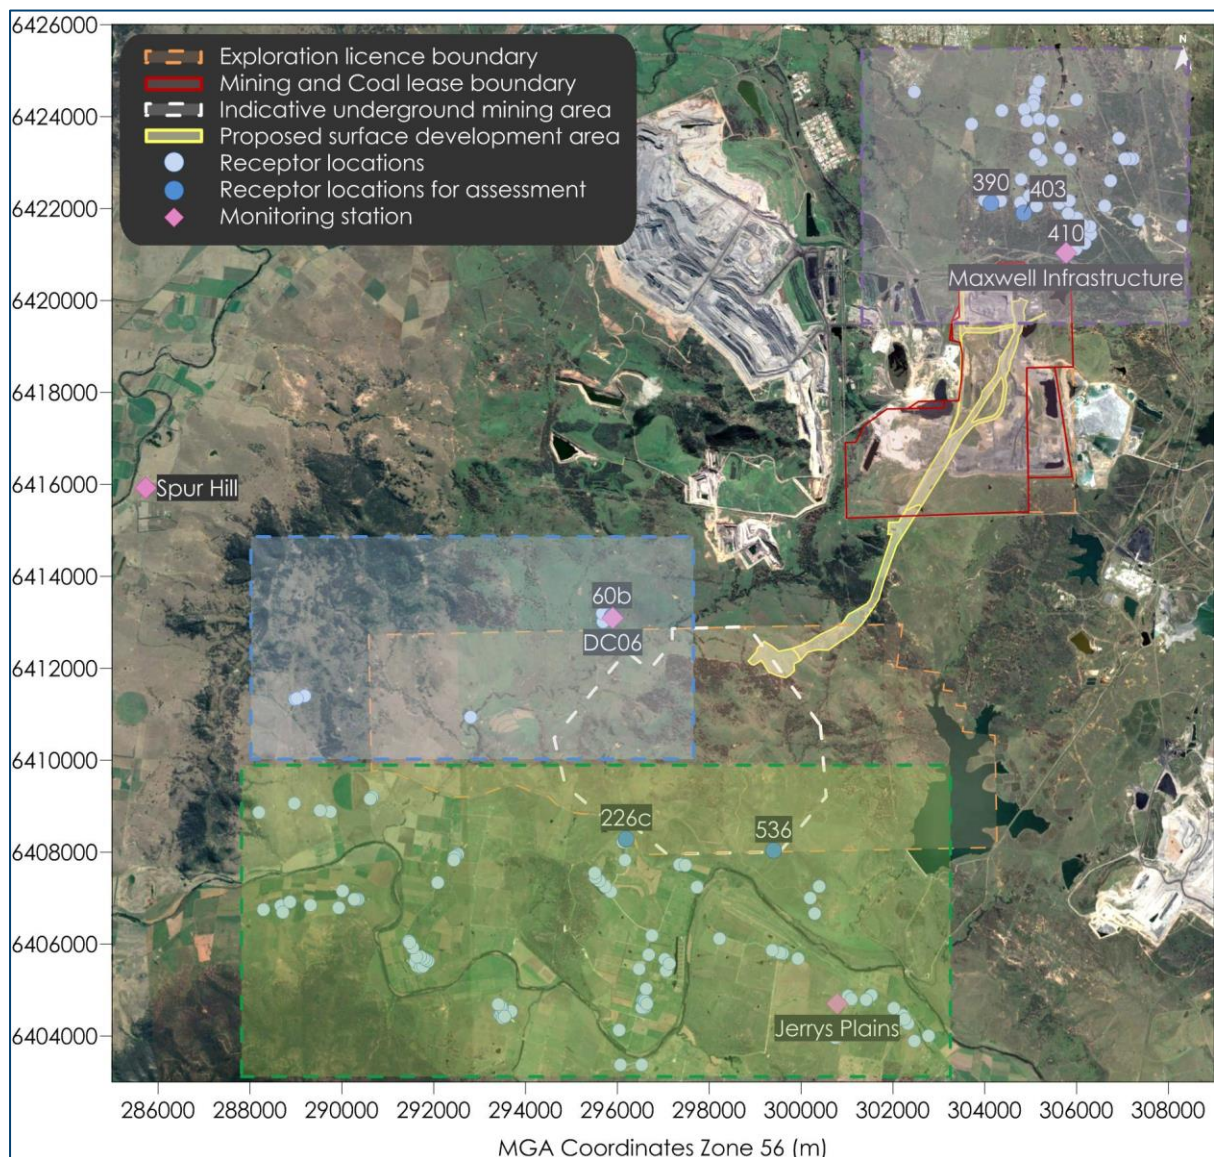 6426000
6424000
6422000
6420000
6418000
6416000
6414000
6412000
6410000
6408000
6406000
6404000
Exploration licence boundary
Mining and Coal lease boundary
Indicative underground mining area
Proposed surface development area
Receptor locations
Receptor locations for assessment
Monitoring station
N
390
403
410
Maxwell Infrastructure
Spur Hill
60b
DC06
226c
536
Jerrys Plains
286000 288000 290000 292000 294000 296000 298000 300000 302000 304000 306000 308000
MGA Coordinates Zone 56 (m)